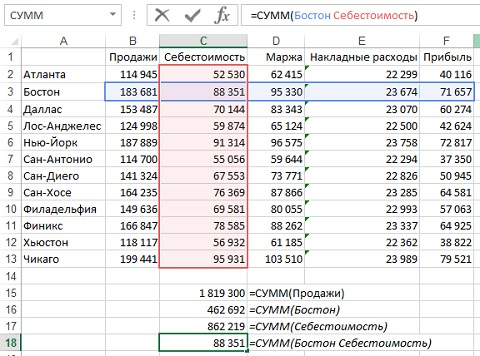 СУММ =СУММ(Бостон Себестоимость)
A B C D E F
1 Продажи Себестоимость Маржа Накладные расходы Прибыль
2 Атланта 114 945 52 530 62 415 22 299 40 116
3 Бостон 183 681 88 351 95 330 23 674 71 657
4 Даллас 153 487 70 144 83 343 23 070 60 274
5 Лос-Анджелес 124 998 59 874 65 124 22 500 42 624
6 Нью-Йорк 187 889 91 314 96 575 23 758 72 817
7 Сан-Антонио 114 700 55 056 59 644 22 294 37 350
8 Сан-Диего 141 324 67 553 73 771 22 826 50 945
9 Сан-Хосе 164 235 76 369 87 866 23 285 64 581
10 Филадельфия 149 636 69 581 80 055 22 993 57 063
11 Финикс 166 847 78 585 88 262 23 337 64 925
12 Хьюстон 118 117 56 932 61 185 22 362 38 822
13 Чикаго 199 441 95 931 103 510 23 989 79 521
14
15 1 819 300 =СУММ(Продажи)
16 462 692 =СУММ(Бостон)
17 862 219 =СУММ(Себестоимость)
18 88 351 =СУММ(Бостон Себестоимость)